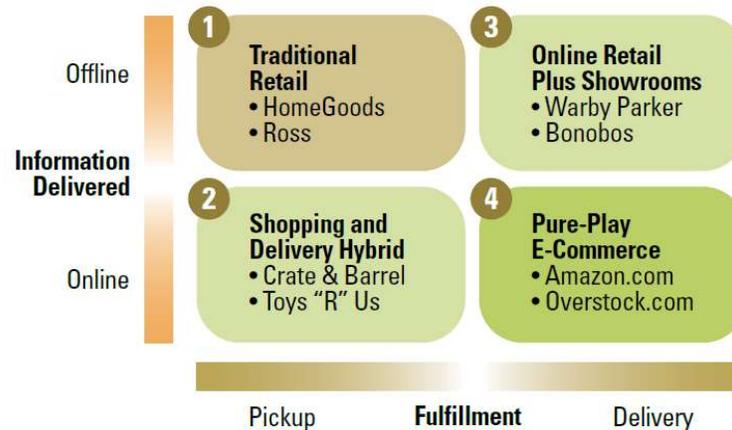 1
Traditional
Retail
• HomeGoods
• Ross
3
Online Retail
Plus Showrooms
• Warby Parker
• Bonobos
Offline
Information
Delivered
Online
2
Shopping and
Delivery Hybrid
• Crate & Barrel
• Toys “R” Us
4
Pure-Play
E-Commerce
• Amazon.com
• Overstock.com
Pickup
Fulfillment
Delivery